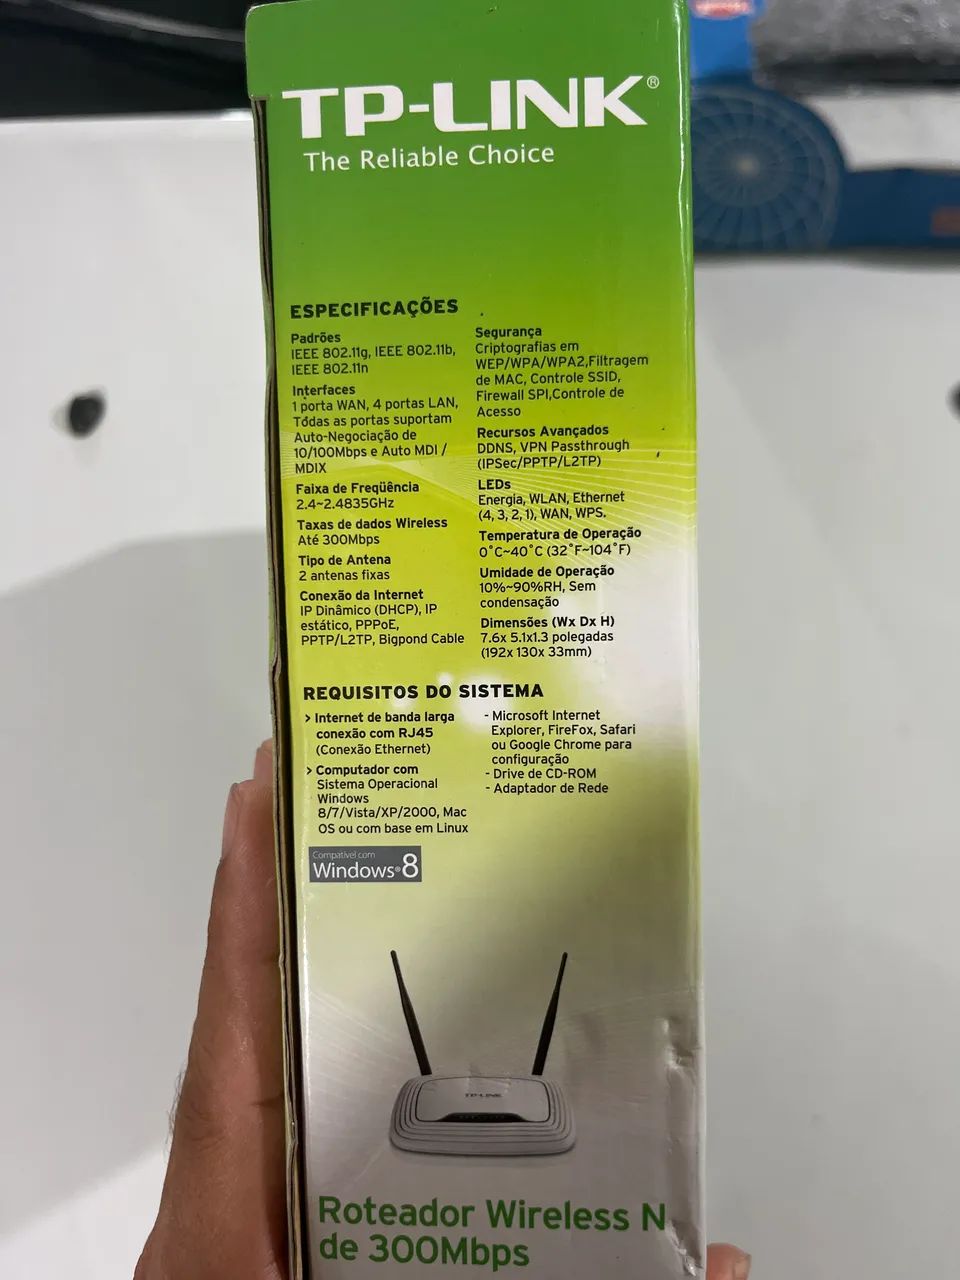 TP-LINK®
The Reliable Choice
ESPECIFICAÇÕES
Padrões
IEEE 802.11g, IEEE 802.11b,
IEEE 802.11n
Interfaces
1 porta WAN, 4 portas LAN,
Todas as portas suportam
Auto-Negociação de
10/100Mbps e Auto MDI /
MDIX
Faixa de Freqüência
2.4~2.4835GHz
Taxas de dados Wireless
Até 300Mbps
Tipo de Antena
2 antenas fixas
Conexão da Internet
IP Dinâmico (DHCP), IP
estático, PPPoE,
PPTP/L2TP, Bigpond Cable
Segurança
Criptografias em
WEP/WPA/WPA2,Filtragem
de MAC, Controle SSID,
Firewall SPI,Controle de
Acesso
Recursos Avançados
DDNS, VPN Passthrough
(IPSec/PPTP/L2TP)
LEDs
Energia, WLAN, Ethernet
(4, 3, 2, 1), WAN, WPS.
Temperatura de Operação
0˚C~40˚C (32˚F~104˚F)
Umidade de Operação
10%~90%RH, Sem
condensação
Dimensões (Wx Dx H)
7.6x 5.1x1.3 polegadas
(192x 130x 33mm)
REQUISITOS DO SISTEMA
> Internet de banda larga
conexão com RJ45
(Conexão Ethernet)
> Computador com
Sistema Operacional
Windows
8/7/Vista/XP/2000, Mac
OS ou com base em Linux
- Microsoft Internet
Explorer, FireFox, Safari
ou Google Chrome para
configuração
- Drive de CD-ROM
- Adaptador de Rede
Compatível com
Windows®8
TP-LINK
Roteador Wireless N
de 300Mbps